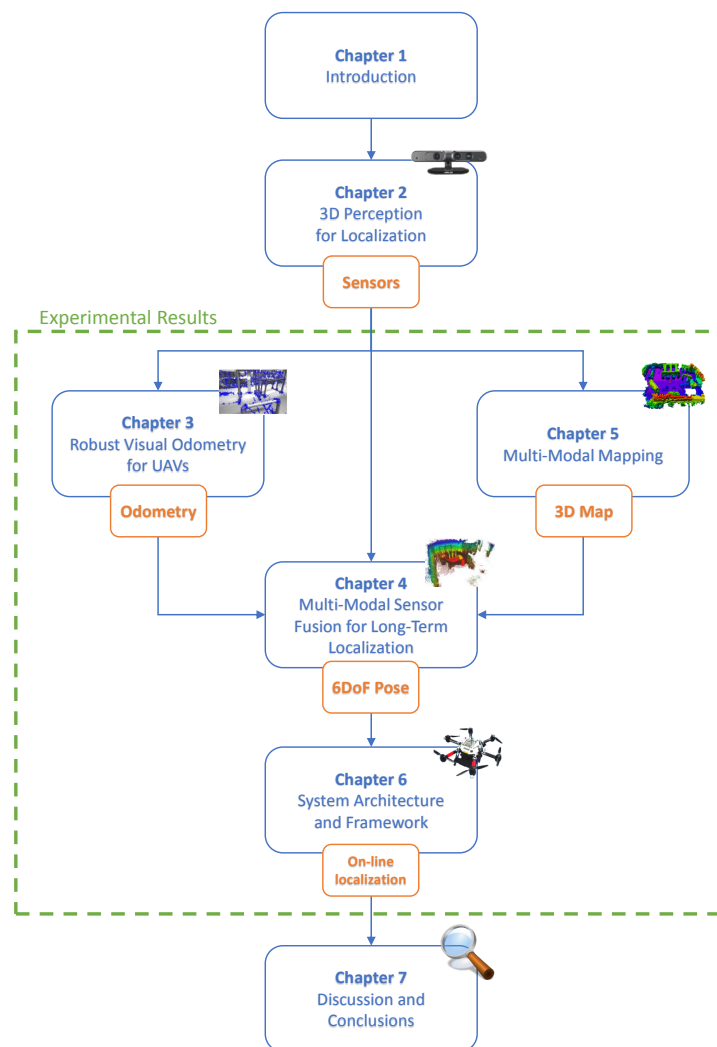 Chapter 1
Introduction
Chapter 2
3D Perception
for Localization
Sensors
Experimental Results
Chapter 3
Robust Visual Odometry
for UAVs
Odometry
Chapter 5
Multi-Modal Mapping
3D Map
Chapter 4
Multi-Modal Sensor
Fusion for Long-Term
Localization
6DoF Pose
Chapter 6
System Architecture
and Framework
On-line
localization
Chapter 7
Discussion and
Conclusions